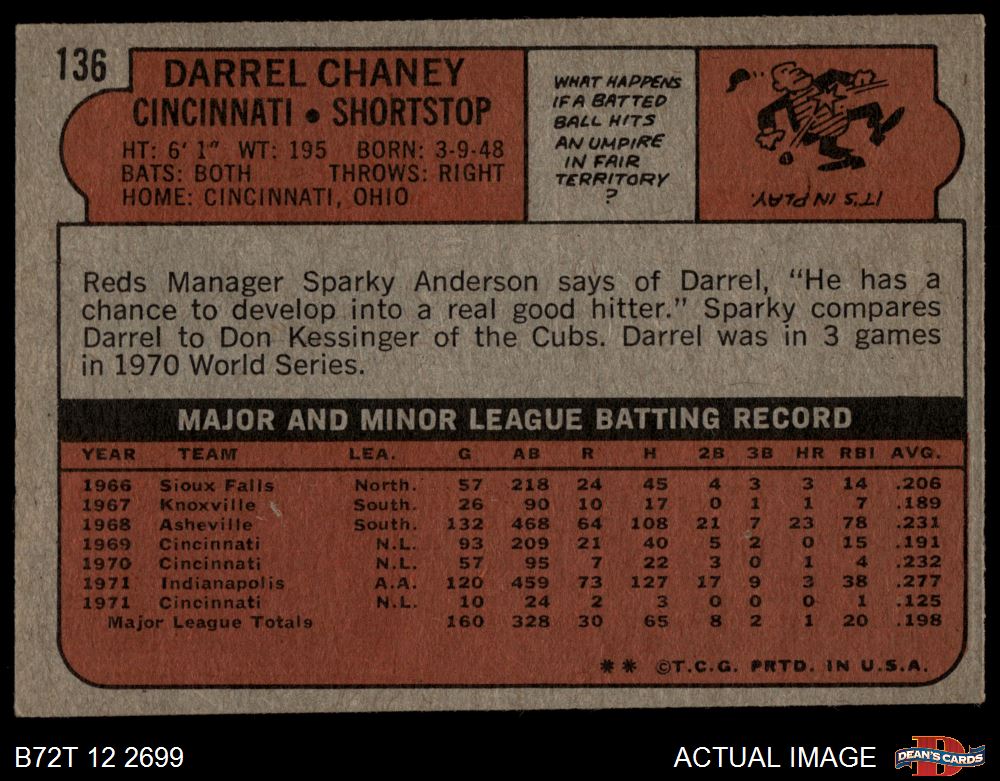 136
DARREL CHANEY
CINCINNATI • SHORTSTOP
HT: 6' 1" WT: 195 BORN: 3-9-48
BATS: BOTH THROWS: RIGHT
HOME: CINCINNATI, OHIO
WHAT HAPPENS
IF A BATTED
BALL HITS
AN UMPIRE
IN FAIR
TERRITORY
?
IT'S IN PLAY.
Reds Manager Sparky Anderson says of Darrel, "He has a
chance to develop into a real good hitter." Sparky compares
Darrel to Don Kessinger of the Cubs. Darrel was in 3 games
in 1970 World Series.
MAJOR AND MINOR LEAGUE BATTING RECORD
YEAR TEAM LEA. G AB R H 2B 3B HR RBI AVG.
1966 Sioux Falls North. 57 218 24 45 4 3 3 14 .206
1967 Knoxville South. 26 90 10 17 0 1 1 7 .189
1968 Asheville South. 132 468 64 108 21 7 23 78 .231
1969 Cincinnati N.L. 93 209 21 40 5 2 0 15 .191
1970 Cincinnati N.L. 57 95 7 22 3 0 1 4 .232
1971 Indianapolis A.A. 120 459 73 127 17 9 3 38 .277
1971 Cincinnati N.L. 10 24 2 3 0 0 0 1 .125
Major League Totals 160 328 30 65 8 2 1 20 .198
** ©T.C.G. PRTD. IN U.S.A.
B72T 12 2699
ACTUAL IMAGE
D
DEAN'S CARDS